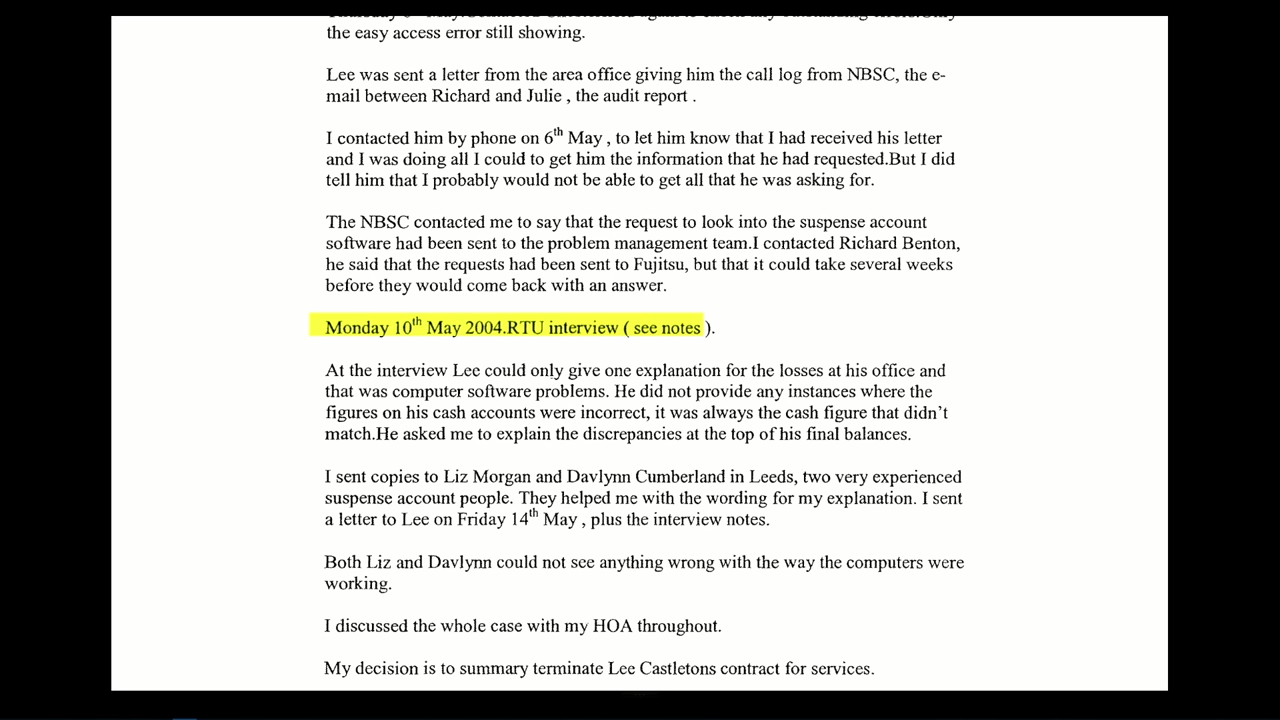 the easy access error still showing.
Lee was sent a letter from the area office giving him the call log from NBSC, the e-
mail between Richard and Julie , the audit report .
I contacted him by phone on 6th May , to let him know that I had received his letter
and I was doing all I could to get him the information that he had requested.But I did
tell him that I probably would not be able to get all that he was asking for.
The NBSC contacted me to say that the request to look into the suspense account
software had been sent to the problem management team.I contacted Richard Benton,
he said that the requests had been sent to Fujitsu, but that it could take several weeks
before they would come back with an answer.
Monday 10th May 2004.RTU interview ( see notes ).
At the interview Lee could only give one explanation for the losses at his office and
that was computer software problems. He did not provide any instances where the
figures on his cash accounts were incorrect, it was always the cash figure that didn’t
match.He asked me to explain the discrepancies at the top of his final balances.
I sent copies to Liz Morgan and Davlynn Cumberland in Leeds, two very experienced
suspense account people. They helped me with the wording for my explanation. I sent
a letter to Lee on Friday 14th May , plus the interview notes.
Both Liz and Davlynn could not see anything wrong with the way the computers were
working.
I discussed the whole case with my HOA throughout.
My decision is to summary terminate Lee Castletons contract for services.